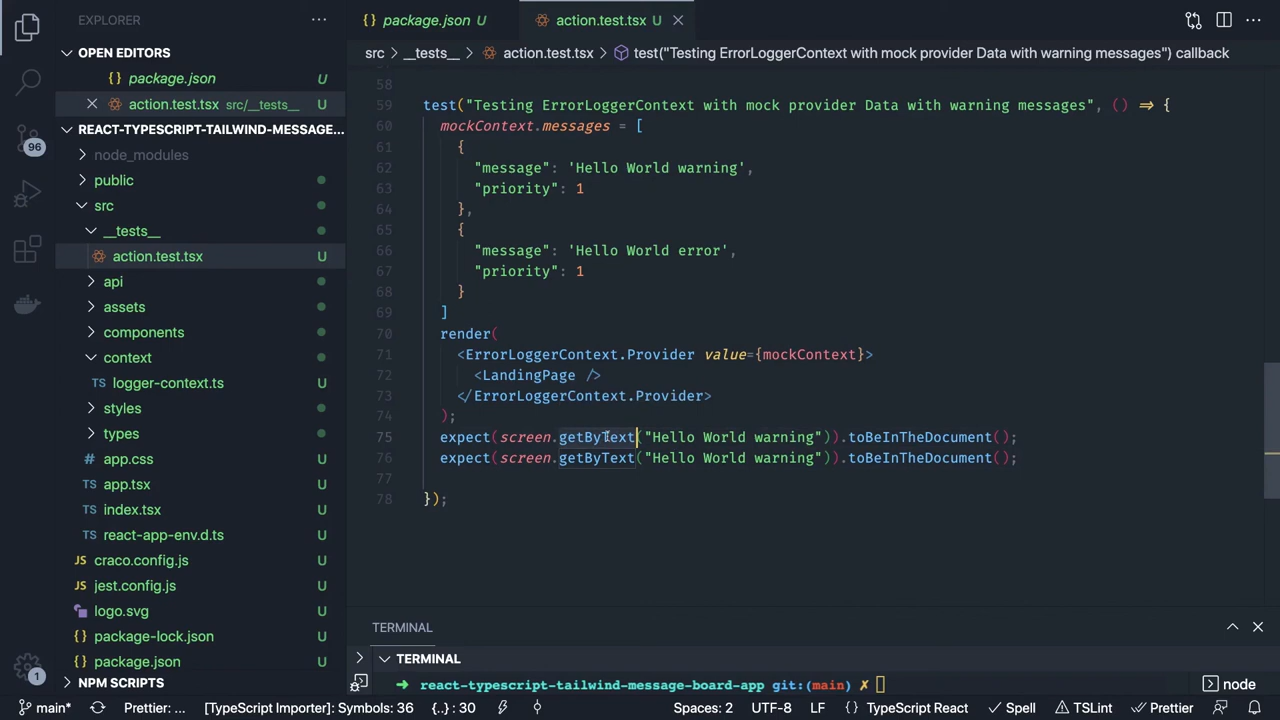 EXPLORER
package.json U
action.test.tsx U
OPEN EDITORS
package.json U
action.test.tsx src/__tests__ U
REACT-TYPESCRIPT-TAILWIND-MESSAGE...
node_modules
public
src
__tests__
action.test.tsx U
api
assets
components
context
TS logger-context.ts U
styles
types
app.css U
TS app.tsx U
TS index.tsx U
TS react-app-env.d.ts U
JS craco.config.js U
JS jest.config.js U
logo.svg U
{} package-lock.json U
{} package.json U
NPM SCRIPTS
96
1
src > __tests__ > action.test.tsx > test("Testing ErrorLoggerContext with mock provider Data with warning messages") callback
58
59 test("Testing ErrorLoggerContext with mock provider Data with warning messages", () => {
60 mockContext.messages = [
61 {
62 "message": 'Hello World warning',
63 "priority": 1
64 },
65 {
66 "message": 'Hello World error',
67 "priority": 1
68 }
69 ]
70 render(
71 <ErrorLoggerContext.Provider value={mockContext}>
72 <LandingPage />
73 </ErrorLoggerContext.Provider>
74 );
75 expect(screen.getByText("Hello World warning")).toBeInTheDocument();
76 expect(screen.getByText("Hello World warning")).toBeInTheDocument();
77
78 });
TERMINAL
TERMINAL
➜ react-typescript-tailwind-message-board-app git:(main) ✗
node
main* Prettier: ... [TypeScript Importer]: Symbols: 36 {..} : 30 Spaces: 2 UTF-8 LF {} TypeScript React Spell TSLint Prettier